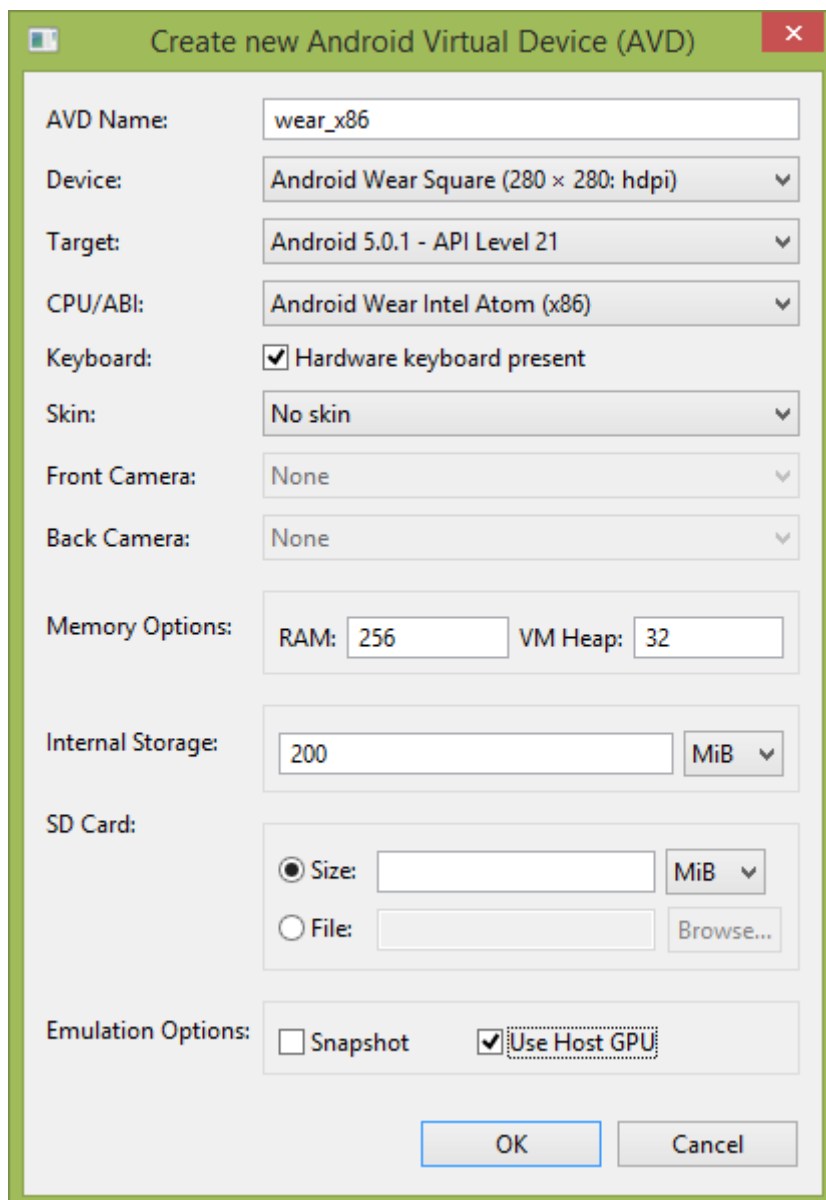 Create new Android Virtual Device (AVD)
AVD Name: wear_x86
Device: Android Wear Square (280 × 280: hdpi)
Target: Android 5.0.1 - API Level 21
CPU/ABI: Android Wear Intel Atom (x86)
Keyboard: Hardware keyboard present
Skin: No skin
Front Camera: None
Back Camera: None
Memory Options: RAM: 256 VM Heap: 32
Internal Storage: 200 MiB
SD Card:
Size: MiB
File: Browse...
Emulation Options: Snapshot Use Host GPU
OK Cancel